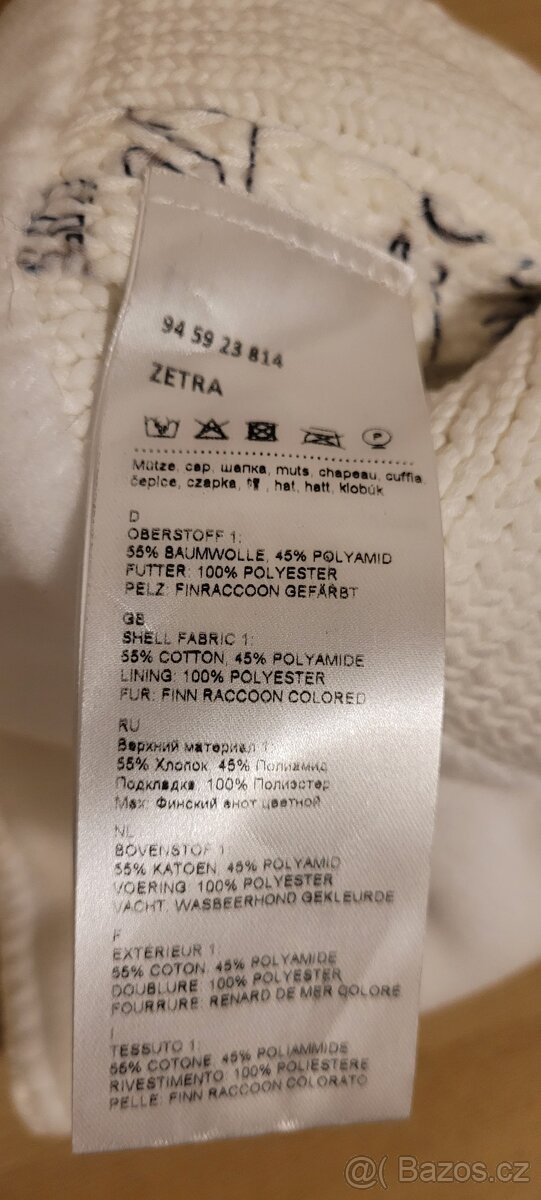 94 59 23 814
ZETRA
P
Mütze, cap, шапка, muts, chapeau, cuffia,
čepice, czapka, hat, hatt, klobúk
D
OBERSTOFF 1:
55% BAUMWOLLE, 45% POLYAMID
FUTTER: 100% POLYESTER
PELZ: FINRACCOON GEFÄRBT
GB
SHELL FABRIC 1:
55% COTTON, 45% POLYAMIDE
LINING: 100% POLYESTER
FUR: FINN RACCOON COLORED
RU
Верхний материал 1:
55% Хлопок, 45% Полиамид
Подкладка, 100% Полиэстер
Мах: Финский енот цветной
NL
BOVENSTOF 1:
55% KATOEN, 45% POLYAMID
VOERING: 100% POLYESTER
VACHT: WASBEERHOND GEKLEURDE
F
EXTÉRIEUR 1:
55% COTON, 45% POLYAMIDE
DOUBLURE: 100% POLYESTER
FOURRURE: RENARD DE MER COLORÉ
I
TESSUTO 1:
55% COTONE, 45% POLIAMMIDE
RIVESTIMENTO: 100% POLIESTERE
PELLE: FINN RACCOON COLORATO
Bazos.cz